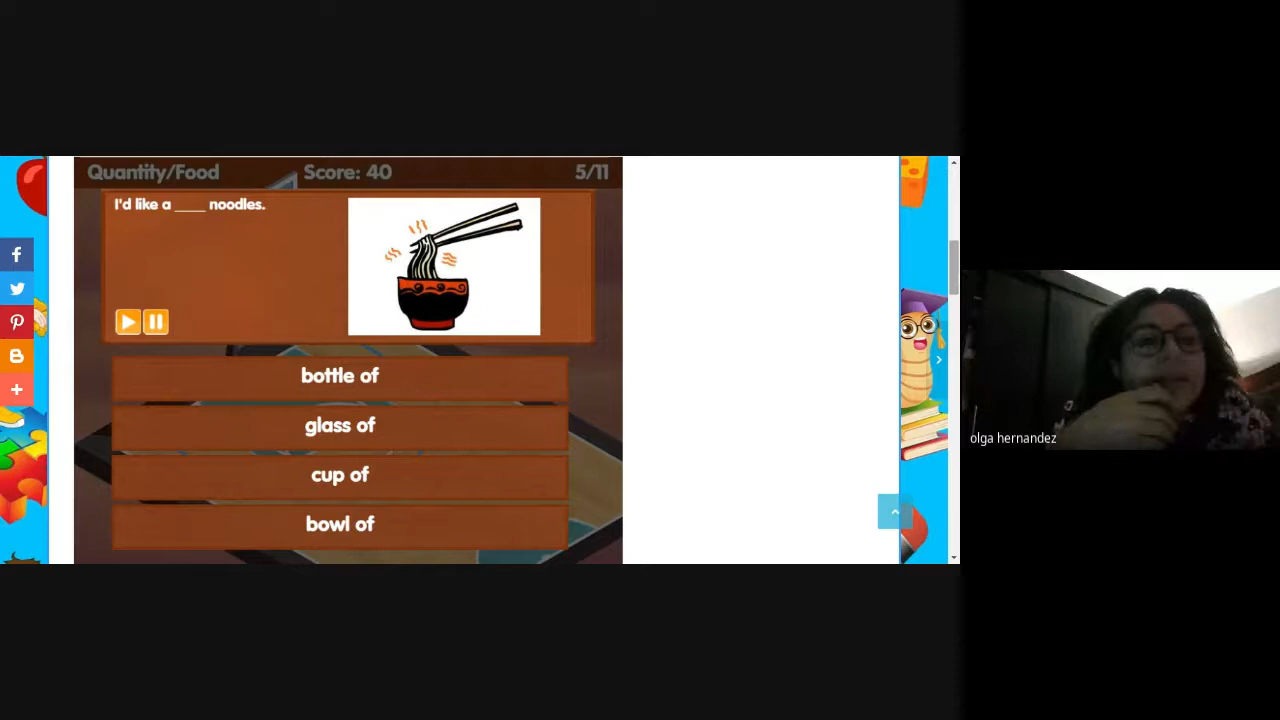 Quantity/Food Score: 40 5/11
I'd like a ____ noodles.
bottle of
glass of
cup of
bowl of
olga hernandez